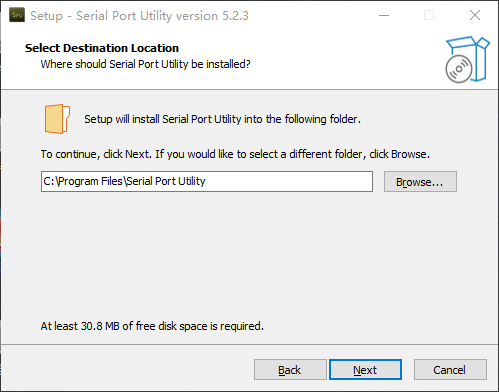 SPU Setup - Serial Port Utility version 5.2.3
Select Destination Location
Where should Serial Port Utility be installed?
Setup will install Serial Port Utility into the following folder.
To continue, click Next. If you would like to select a different folder, click Browse.
C:\Program Files\Serial Port Utility Browse...
At least 30.8 MB of free disk space is required.
Back Next Cancel